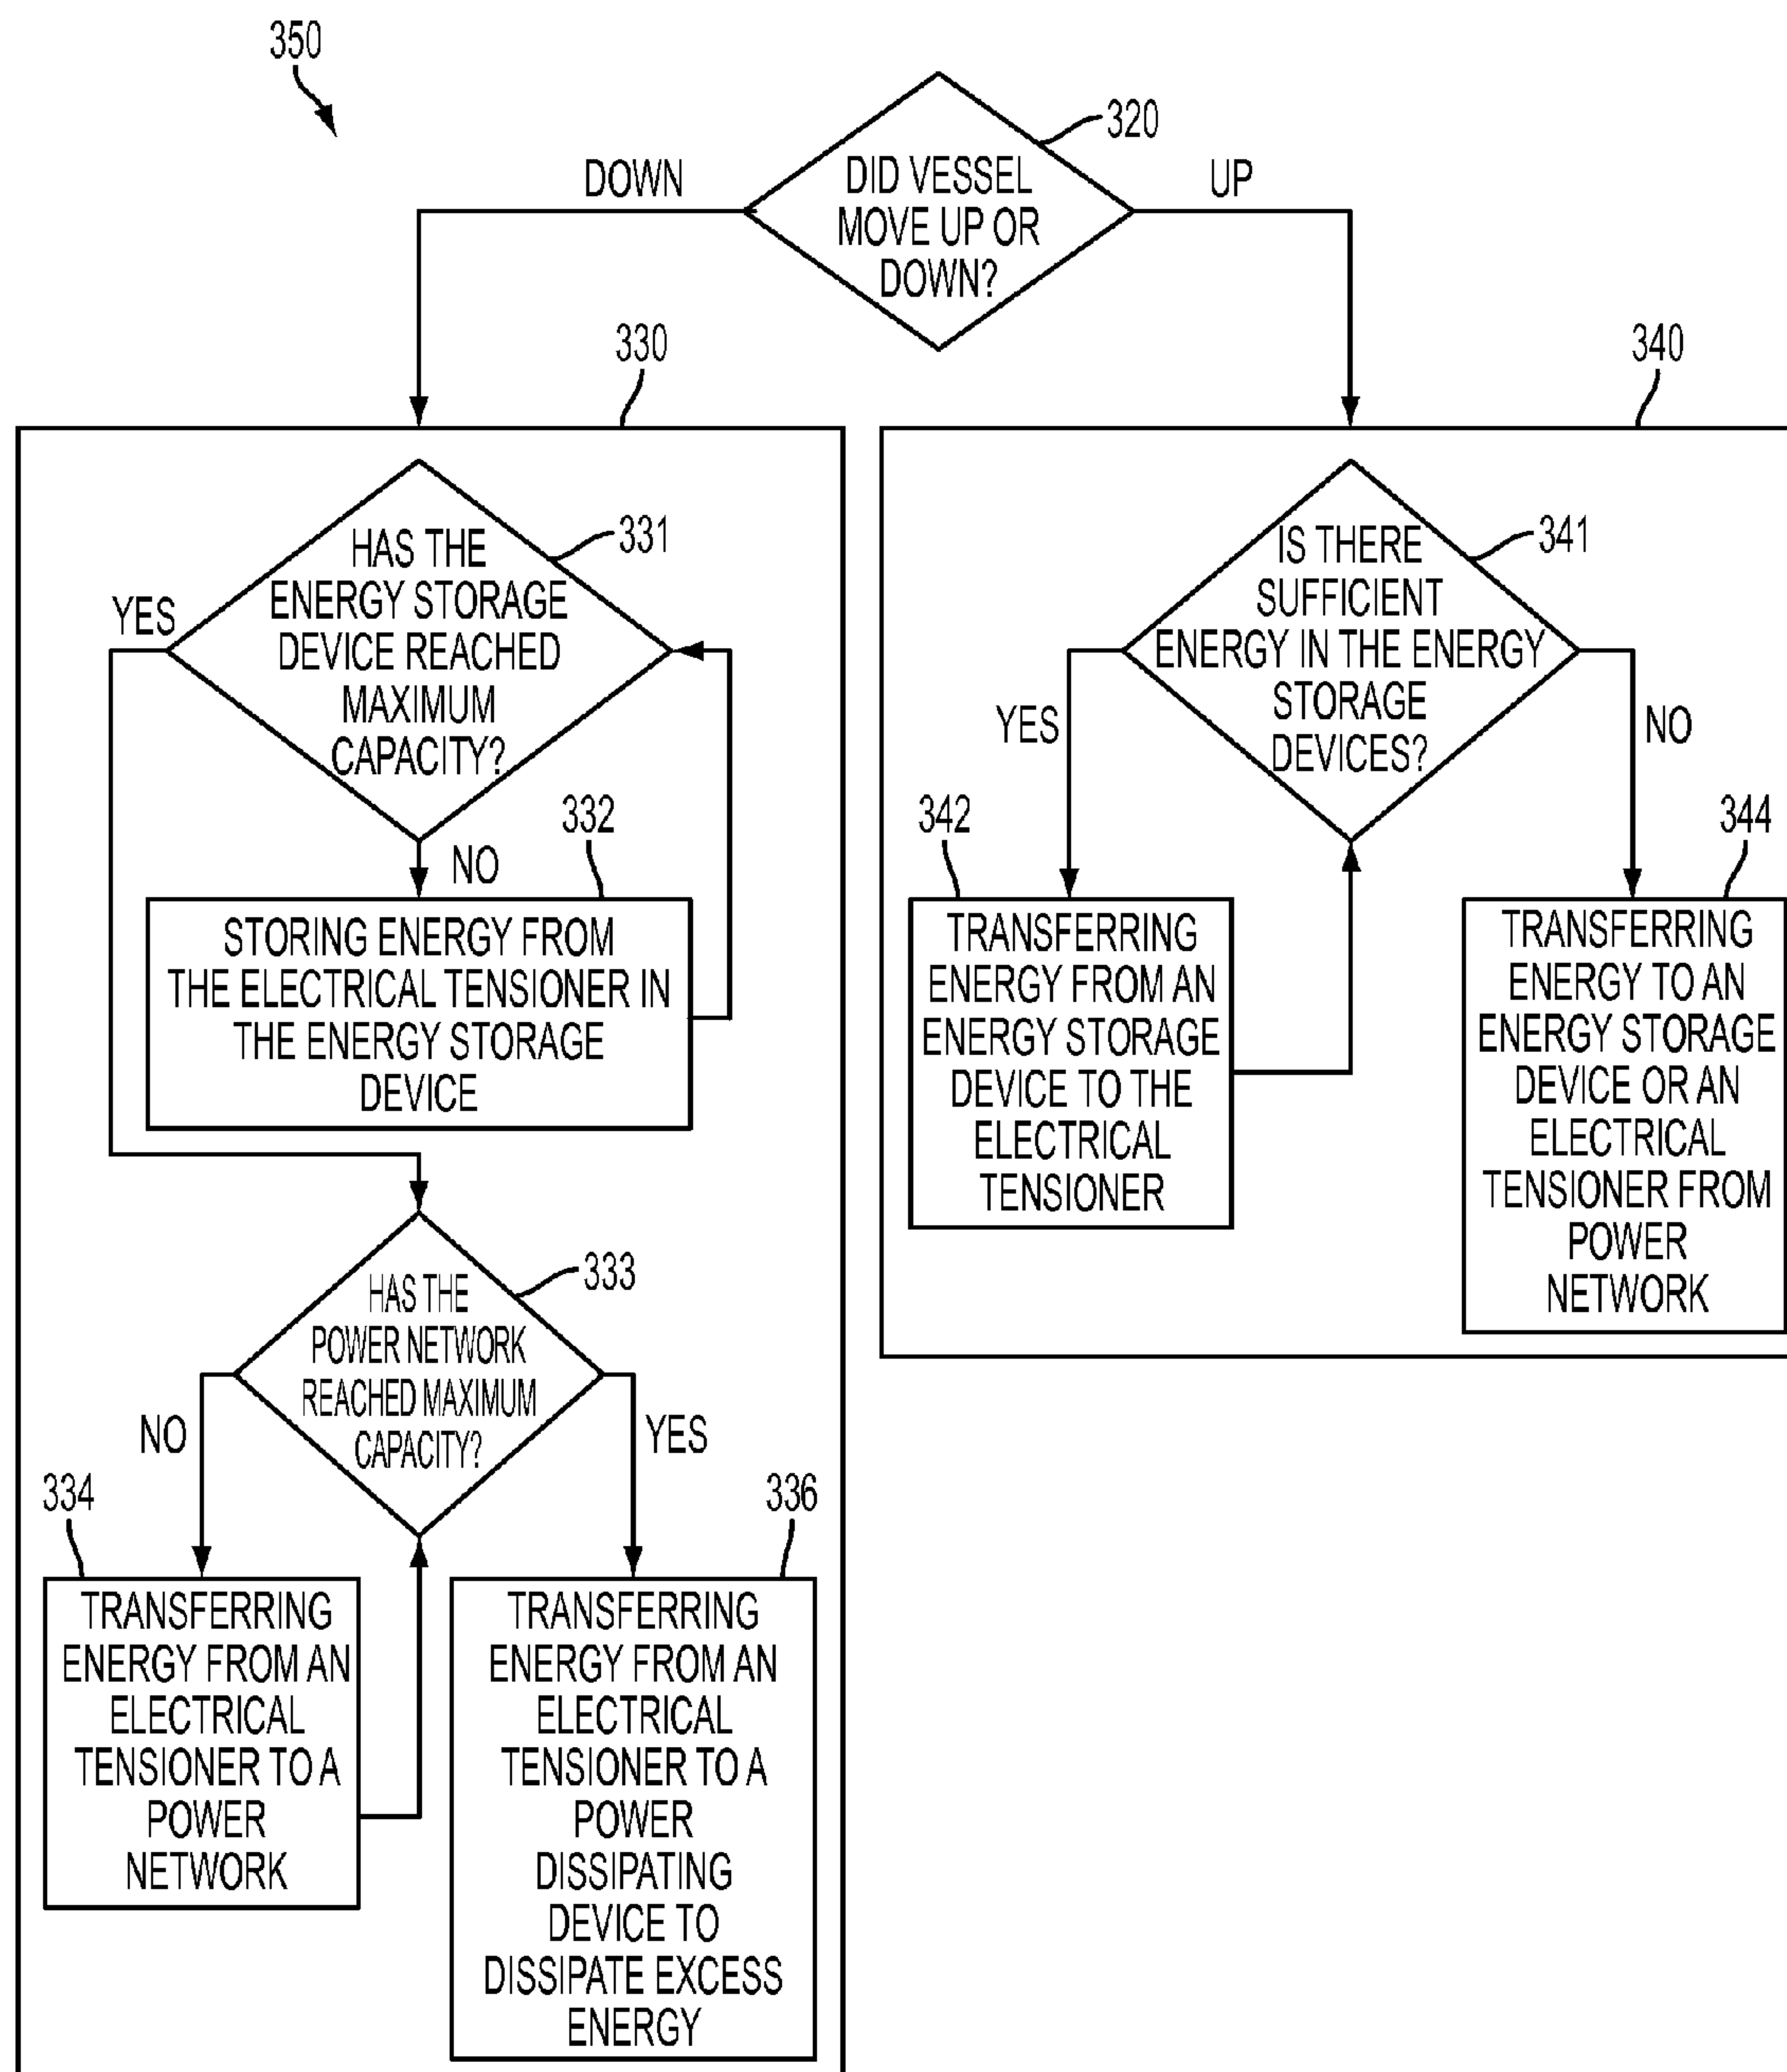 350
320
DOWN
DID VESSEL
MOVE UP OR
DOWN?
UP
330
340
331
HAS THE
ENERGY STORAGE
DEVICE REACHED
MAXIMUM
CAPACITY?
YES
NO
332
STORING ENERGY FROM
THE ELECTRICAL TENSIONER IN
THE ENERGY STORAGE
DEVICE
333
HAS THE
POWER NETWORK
REACHED MAXIMUM
CAPACITY?
NO
YES
334
TRANSFERRING
ENERGY FROM AN
ELECTRICAL
TENSIONER TO A
POWER
NETWORK
336
TRANSFERRING
ENERGY FROM AN
ELECTRICAL
TENSIONER TO A
POWER
DISSIPATING
DEVICE TO
DISSIPATE EXCESS
ENERGY
341
IS THERE
SUFFICIENT
ENERGY IN THE ENERGY
STORAGE
DEVICES?
YES
NO
342
TRANSFERRING
ENERGY FROM AN
ENERGY STORAGE
DEVICE TO THE
ELECTRICAL
TENSIONER
344
TRANSFERRING
ENERGY TO AN
ENERGY STORAGE
DEVICE OR AN
ELECTRICAL
TENSIONER FROM
POWER
NETWORK